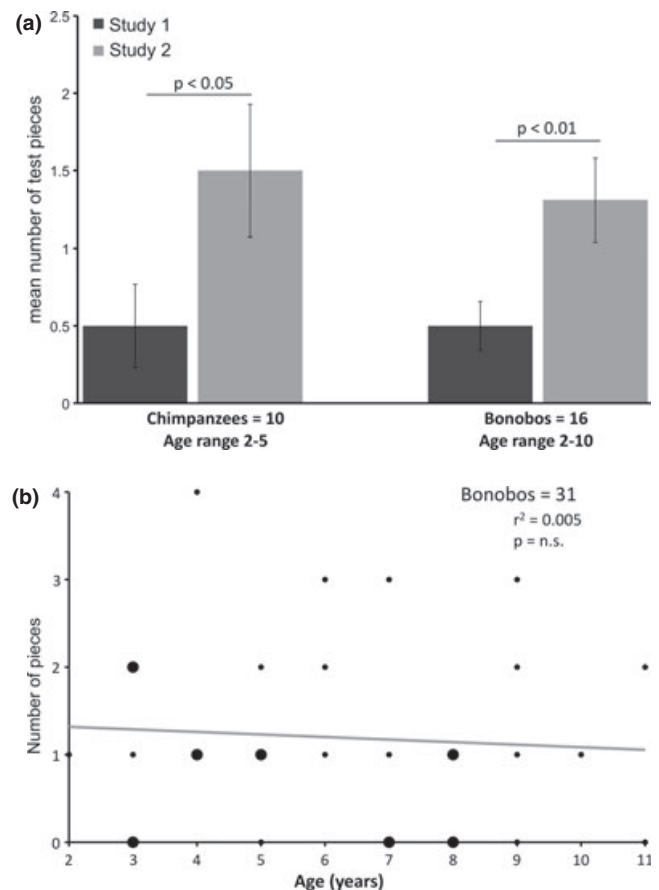 (a)
2.5
Study 1
Study 2
2
1.5
1
0.5
0
mean number of test pieces
p < 0.05
p < 0.01
Chimpanzees = 10
Age range 2-5
Bonobos = 16
Age range 2-10
(b)
4
3
2
1
0
Number of pieces
Bonobos = 31
r² = 0.005
p = n.s.
2 3 4 5 6 7 8 9 10 11
Age (years)